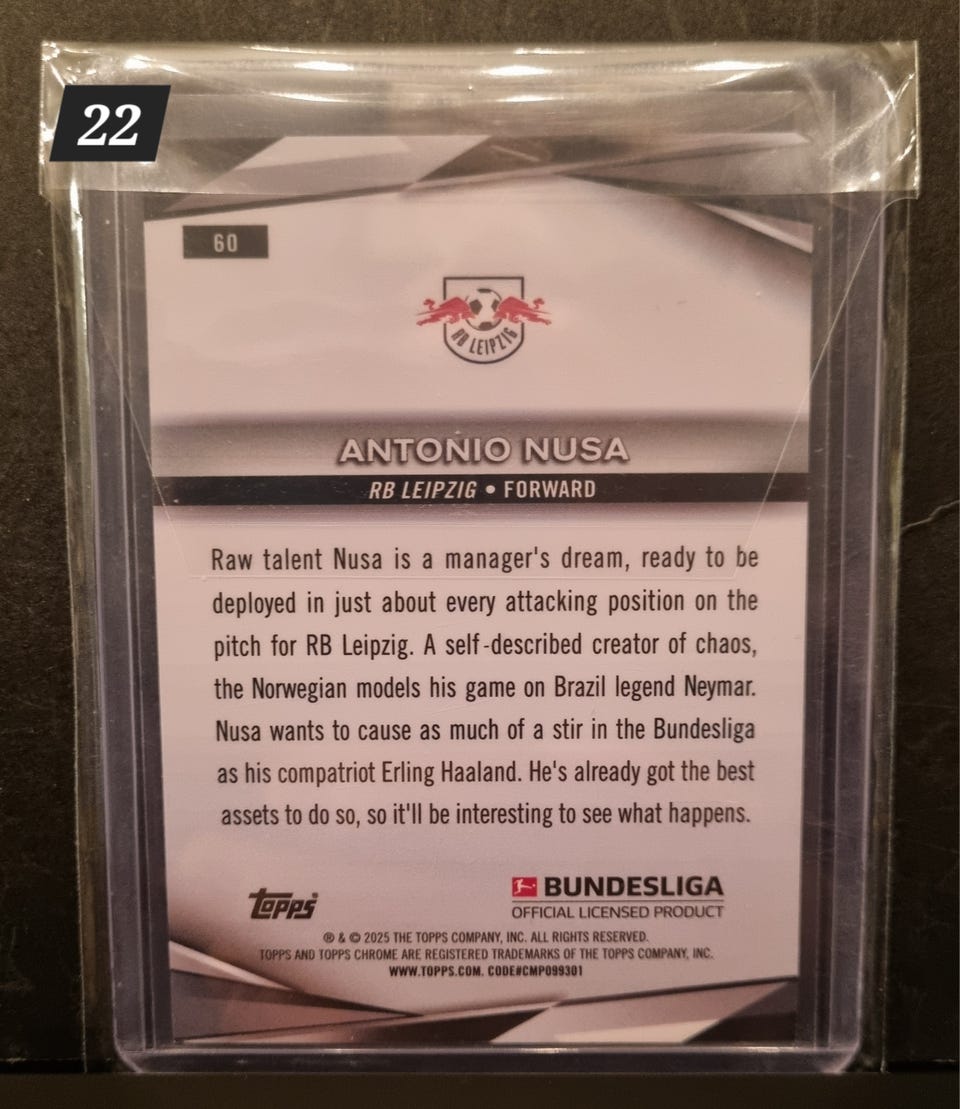 22
60
RB LEIPZIG
ANTONIO NUSA
RB LEIPZIG • FORWARD
Raw talent Nusa is a manager's dream, ready to be
deployed in just about every attacking position on the
pitch for RB Leipzig. A self-described creator of chaos,
the Norwegian models his game on Brazil legend Neymar.
Nusa wants to cause as much of a stir in the Bundesliga
as his compatriot Erling Haaland. He's already got the best
assets to do so, so it'll be interesting to see what happens.
topps®
BUNDESLIGA
OFFICIAL LICENSED PRODUCT
® & © 2025 THE TOPPS COMPANY, INC. ALL RIGHTS RESERVED.
TOPPS AND TOPPS CHROME ARE REGISTERED TRADEMARKS OF THE TOPPS COMPANY, INC.
WWW.TOPPS.COM. CODE#CMP099301